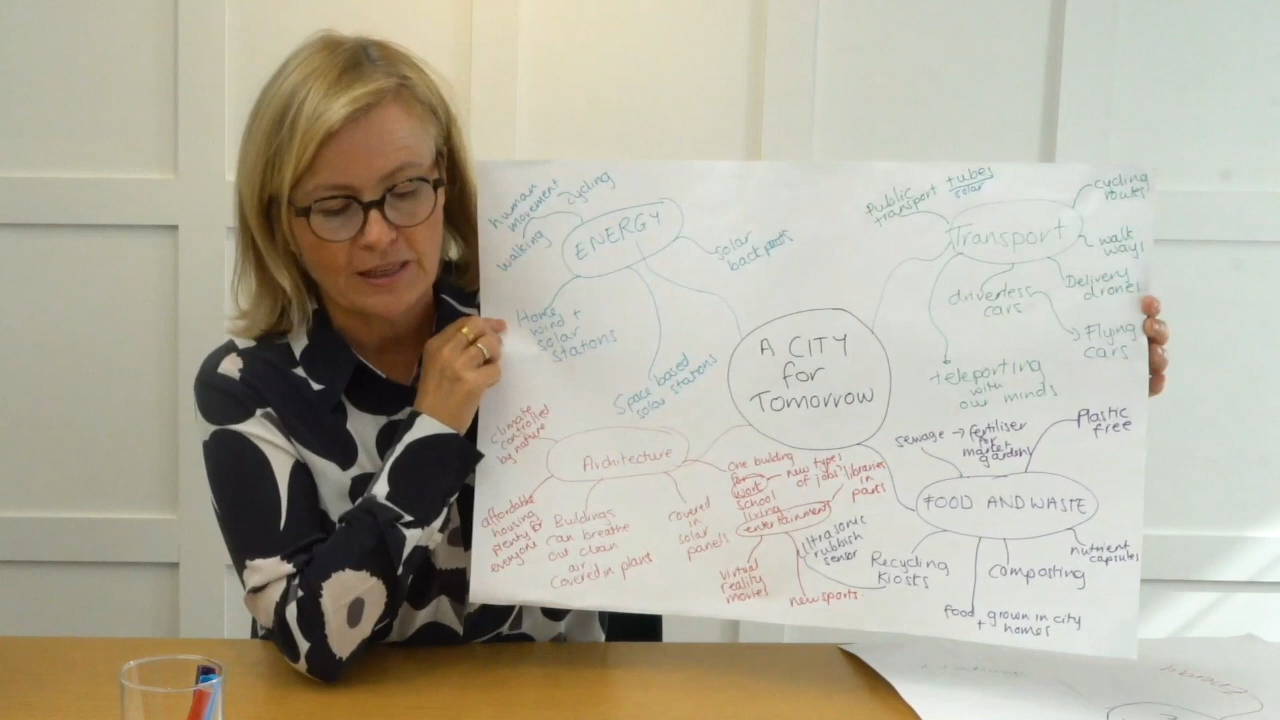 A CITY
for
Tomorrow
ENERGY
human
movement
cycling
walking
solar
backpacks
Home
wind +
solar
stations
Space based
solar stations
Transport
Public
transport
tubes
solar
cycling
routes
walk
ways
Delivery
drones
driverless
cars
Flying
cars
teleporting
with
our minds
Architecture
climate
controlled
by nature
affordable
housing
plenty for
everyone
Buildings
can breathe
out clean
air
covered in plants
covered
in
solar
panels
One building
for
work
school
living
entertainment
new types
of jobs?
libraries
in
parks
virtual
reality
movies
new sports
FOOD AND WASTE
sewage → fertiliser
for
market
gardens
Plastic
free
nutrient
capsules
composting
food grown in city
+ homes
Recycling
Kiosks
ultrasonic
rubbish
sensor
Energy